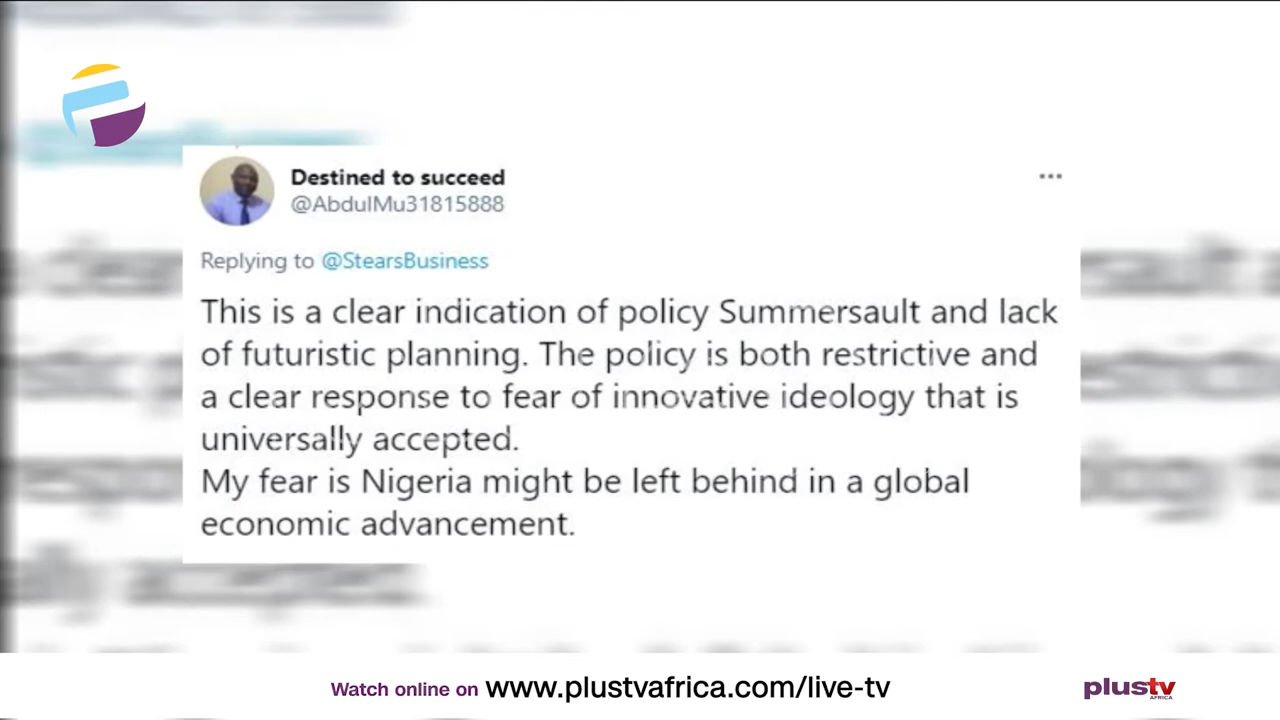 Destined to succeed
@AbdulMu31815888
Replying to @StearsBusiness
This is a clear indication of policy Summersault and lack
of futuristic planning. The policy is both restrictive and
a clear response to fear of innovative ideology that is
universally accepted.
My fear is Nigeria might be left behind in a global
economic advancement.
Watch online on www.plustvafrica.com/live-tv
plustv
AFRICA